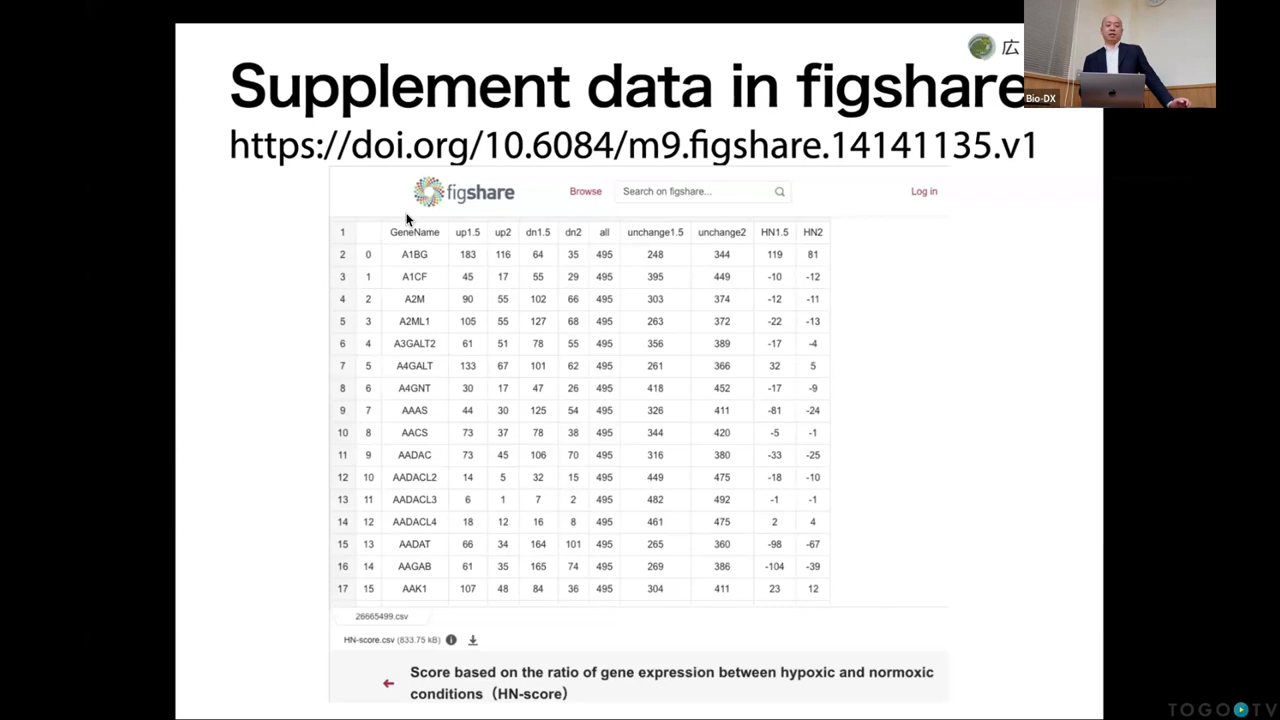 広
Supplement data in figshare
Bio-DX
https://doi.org/10.6084/m9.figshare.14141135.v1
figshare Browse Search on figshare... Log in
1 GeneName up1.5 up2 dn1.5 dn2 all unchange1.5 unchange2 HN1.5 HN2
2 0 A1BG 183 116 64 35 495 248 344 119 81
3 1 A1CF 45 17 55 29 495 395 449 -10 -12
4 2 A2M 90 55 102 66 495 303 374 -12 -11
5 3 A2ML1 105 55 127 68 495 263 372 -22 -13
6 4 A3GALT2 61 51 78 55 495 356 389 -17 -4
7 5 A4GALT 133 67 101 62 495 261 366 32 5
8 6 A4GNT 30 17 47 26 495 418 452 -17 -9
9 7 AAAS 44 30 125 54 495 326 411 -81 -24
10 8 AACS 73 37 78 38 495 344 420 -5 -1
11 9 AADAC 73 45 106 70 495 316 380 -33 -25
12 10 AADACL2 14 5 32 15 495 449 475 -18 -10
13 11 AADACL3 6 1 7 2 495 482 492 -1 -1
14 12 AADACL4 18 12 16 8 495 461 475 2 4
15 13 AADAT 66 34 164 101 495 265 360 -98 -67
16 14 AAGAB 61 35 165 74 495 269 386 -104 -39
17 15 AAK1 107 48 84 36 495 304 411 23 12
26665499.csv
HN-score.csv (833.75 kB)
Score based on the ratio of gene expression between hypoxic and normoxic
conditions（HN-score）
TOGO TV